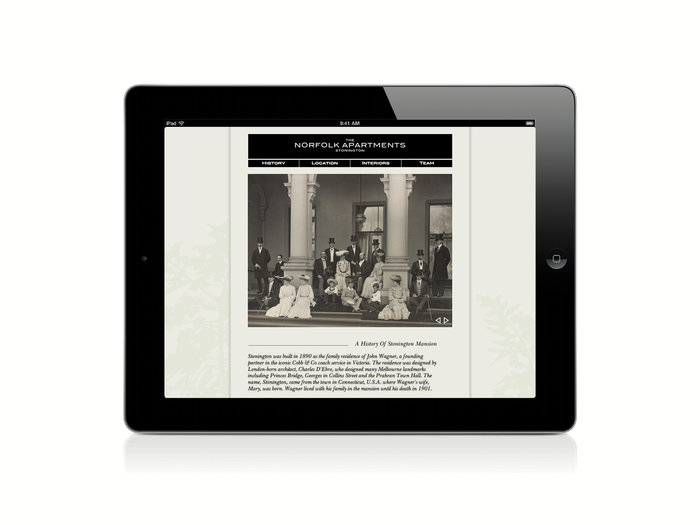 iPad
9:41 AM
THE
NORFOLK APARTMENTS
STONINGTON
HISTORY
LOCATION
INTERIORS
TEAM
A History Of Stonington Mansion
Stonington was built in 1890 as the family residence of John Wagner, a founding
partner in the iconic Cobb & Co coach service in Victoria. The residence was designed by
London-born architect, Charles D'Ebro, who designed many Melbourne landmarks
including Princes Bridge, Georges in Collins Street and the Prahran Town Hall. The
name, Stonington, came from the town in Connecticut, U.S.A. where Wagner's wife,
Mary, was born. Wagner lived with his family in the mansion until his death in 1901.